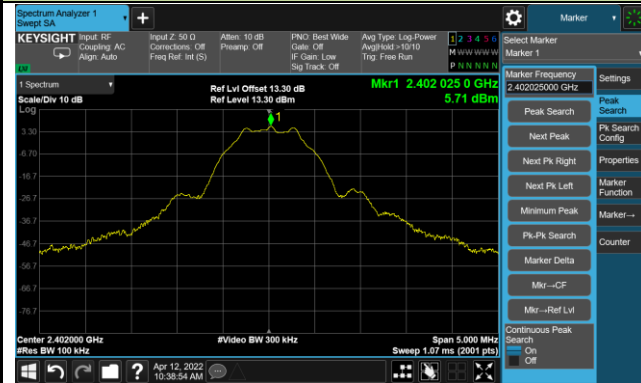 Spectrum Analyzer 1
Swept SA
Marker
KEYSIGHT
Input: RF
Coupling: AC
Align: Auto
Input Z: 50 Ω
Corrections: Off
Freq Ref: Int (S)
Atten: 10 dB
Preamp: Off
PNO: Best Wide
Gate: Off
IF Gain: Low
Sig Track: Off
Avg Type: Log-Power
Avg|Hold:>10/10
Trig: Free Run
1 2 3 4 5 6
M W W W W W
P N N N N N
Select Marker
Marker 1
1 Spectrum
Scale/Div 10 dB
Log
Ref Lvl Offset 13.30 dB
Ref Level 13.30 dBm
Mkr1 2.402 025 0 GHz
5.71 dBm
1
3.30
-6.70
-16.7
-26.7
-36.7
-46.7
-56.7
-66.7
-76.7
Center 2.402000 GHz
#Res BW 100 kHz
#Video BW 300 kHz
Span 5.000 MHz
Sweep 1.07 ms (2001 pts)
Marker Frequency
2.402025000 GHz
Peak Search
Next Peak
Next Pk Right
Next Pk Left
Minimum Peak
Pk-Pk Search
Marker Delta
Mkr→CF
Mkr→Ref Lvl
Continuous Peak
Search
On
Off
Settings
Peak
Search
Pk Search
Config
Properties
Marker
Function
Marker→
Counter
?
Apr 12, 2022
10:38:54 AM